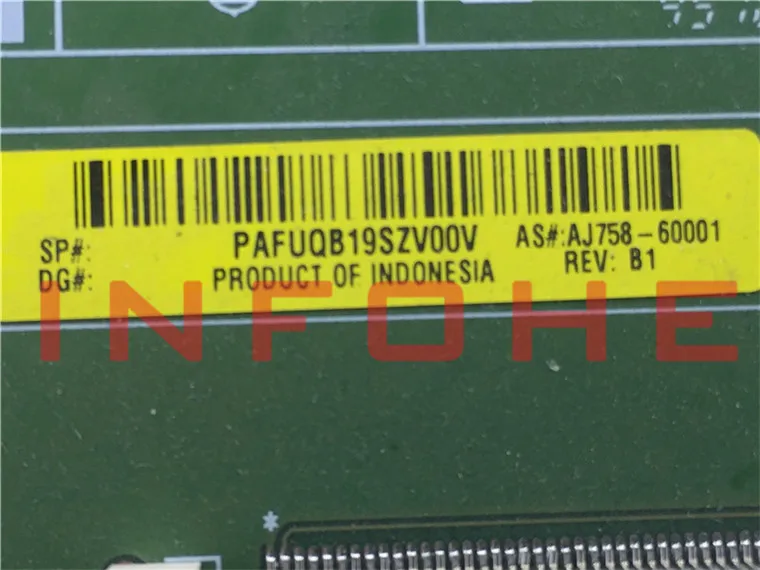 PAFUQB19SZV00V
AS#:AJ758-60001
SP#:
DG#:
PRODUCT OF INDONESIA
REV: B1
INFOHE